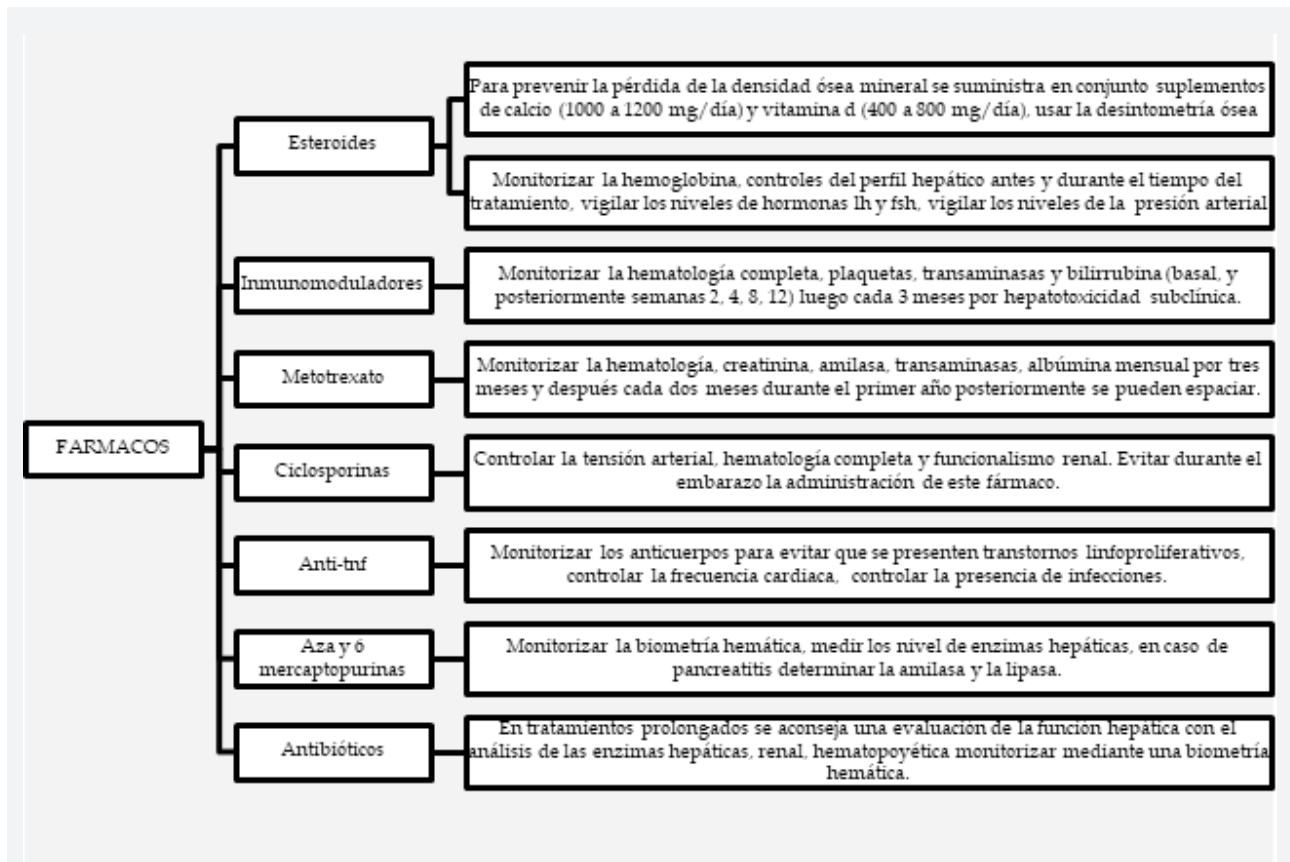 FARMACOS
Esteroides
Para prevenir la pérdida de la densidad ósea mineral se suministra en conjunto suplementos
de calcio (1000 a 1200 mg/día) y vitamina d (400 a 800 mg/día), usar la desintometría ósea
Monitorizar la hemoglobina, controles del perfil hepático antes y durante el tiempo del
tratamiento, vigilar los niveles de hormonas lh y fsh, vigilar los niveles de la presión arterial
Inmunomoduladores
Monitorizar la hematología completa, plaquetas, transaminasas y bilirrubina (basal, y
posteriormente semanas 2, 4, 8, 12) luego cada 3 meses por hepatotoxicidad subclínica.
Metotrexato
Monitorizar la hematología, creatinina, amilasa, transaminasas, albúmina mensual por tres
meses y después cada dos meses durante el primer año posteriormente se pueden espaciar.
Ciclosporinas
Controlar la tensión arterial, hematología completa y funcionalismo renal. Evitar durante el
embarazo la administración de este fármaco.
Anti-tnf
Monitorizar los anticuerpos para evitar que se presenten transtornos linfoproliferativos,
controlar la frecuencia cardiaca, controlar la presencia de infecciones.
Aza y 6
mercaptopurinas
Monitorizar la biometría hemática, medir los nivel de enzimas hepáticas, en caso de
pancreatitis determinar la amilasa y la lipasa.
Antibióticos
En tratamientos prolongados se aconseja una evaluación de la función hepática con el
análisis de las enzimas hepáticas, renal, hematopoyética monitorizar mediante una biometría
hemática.